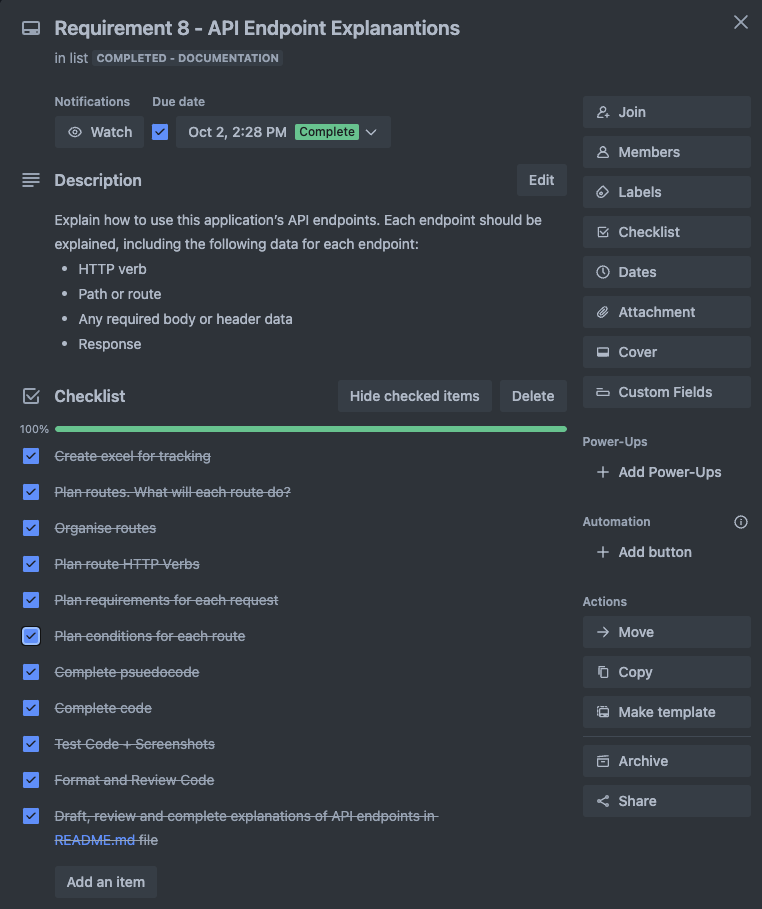 Requirement 8 - API Endpoint Explanantions
in list COMPLETED - DOCUMENTATION
Notifications
Due date
Watch
Oct 2, 2:28 PM Complete
Description
Edit
Explain how to use this application's API endpoints. Each endpoint should be
explained, including the following data for each endpoint:
• HTTP verb
• Path or route
• Any required body or header data
• Response
Checklist
Hide checked items
Delete
100%
Create excel for tracking
Plan routes. What will each route do?
Organise routes
Plan route HTTP Verbs
Plan requirements for each request
Plan conditions for each route
Complete psuedocode
Complete code
Test Code + Screenshots
Format and Review Code
Draft, review and complete explanations of API endpoints in
README.md file
Add an item
Join
Members
Labels
Checklist
Dates
Attachment
Cover
Custom Fields
Power-Ups
+ Add Power-Ups
Automation
+ Add button
Actions
Move
Copy
Make template
Archive
Share